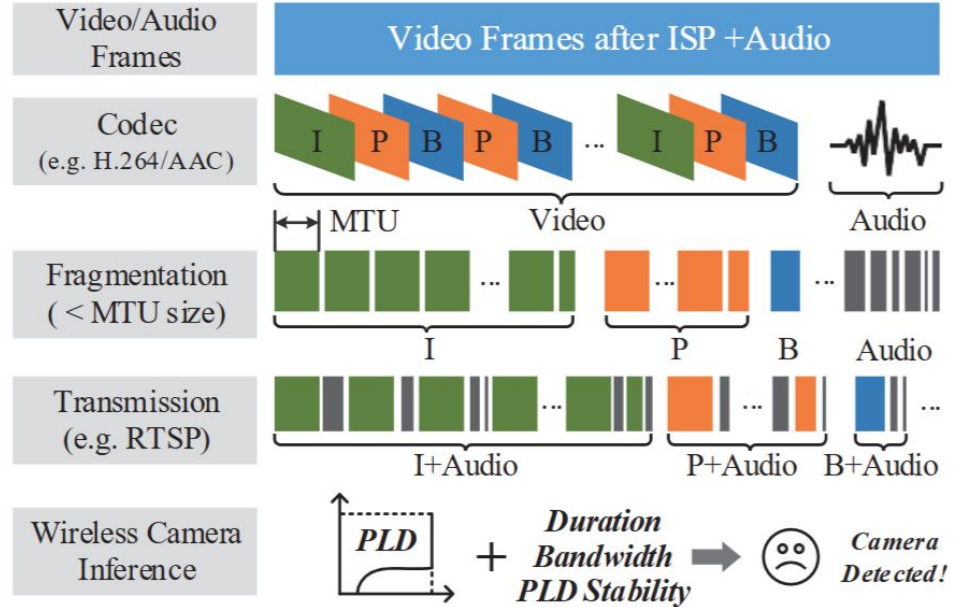 Video/Audio
Frames
Video Frames after ISP +Audio
Codec
(e.g. H.264/AAC)
I P B P B ... I P B
MTU
Video
Audio
Fragmentation
( < MTU size)
... ... ...
I
P
B
Audio
Transmission
(e.g. RTSP)
... ... ...
I+Audio
P+Audio
B+Audio
Wireless Camera
Inference
PLD
+
Duration
Bandwidth
PLD Stability
Camera
Detected!